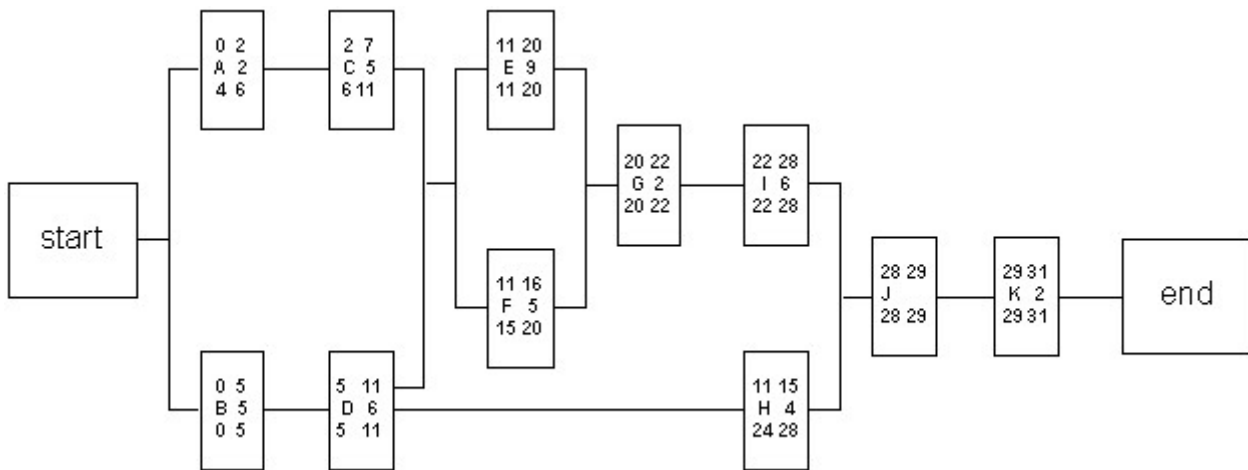 start
0 2
A 2
4 6
2 7
C 5
6 11
0 5
B 5
0 5
5 11
D 6
5 11
11 20
E 9
11 20
11 16
F 5
15 20
20 22
G 2
20 22
22 28
I 6
22 28
11 15
H 4
24 28
28 29
J
28 29
29 31
K 2
29 31
end